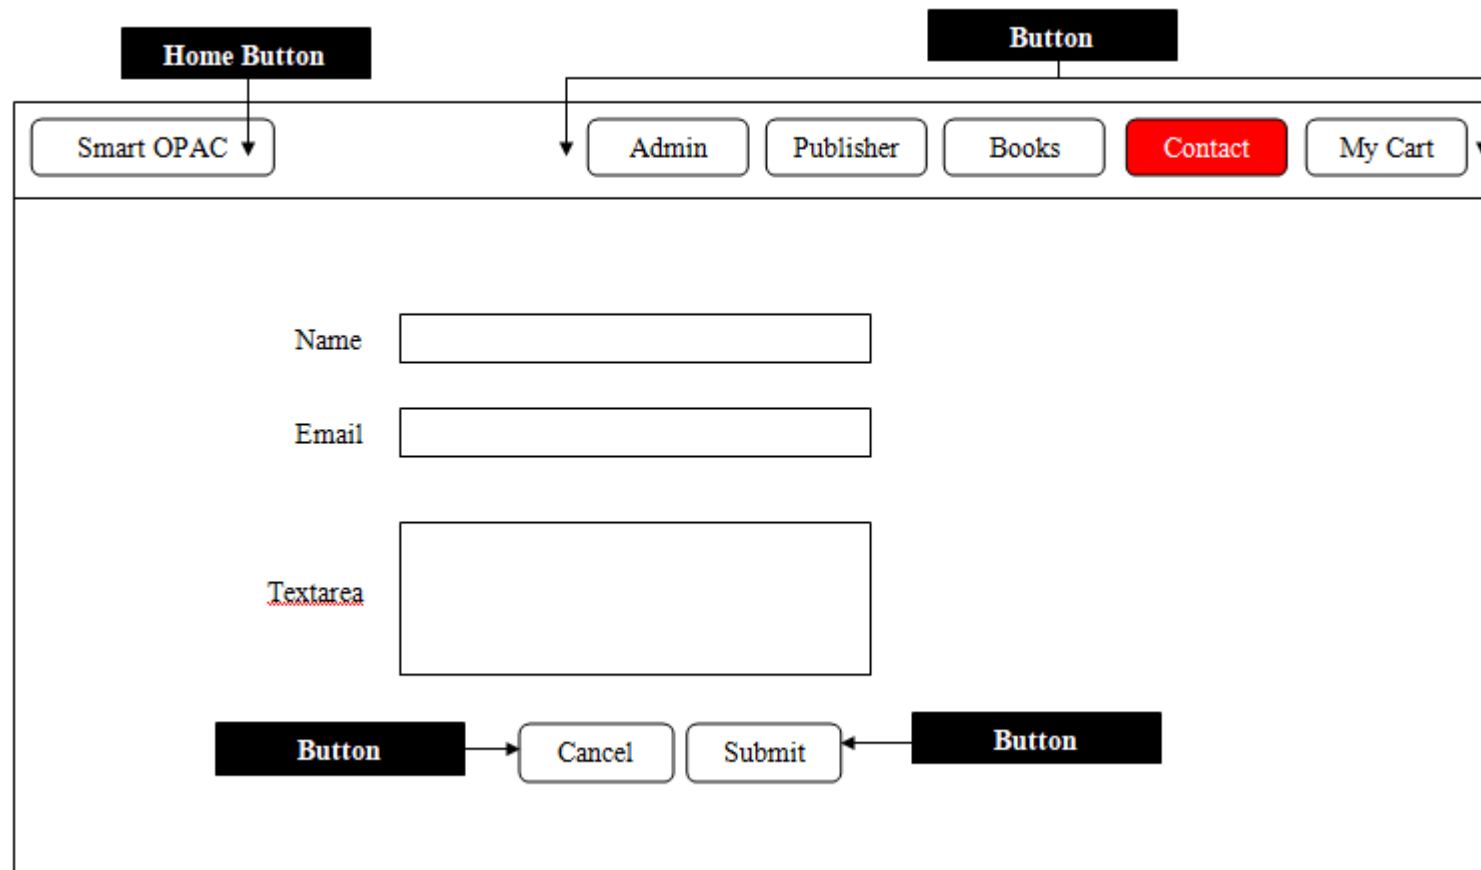 Home Button
Button
Smart OPAC
Admin
Publisher
Books
Contact
My Cart
Name
Email
Textarea
Button
Cancel
Submit
Button